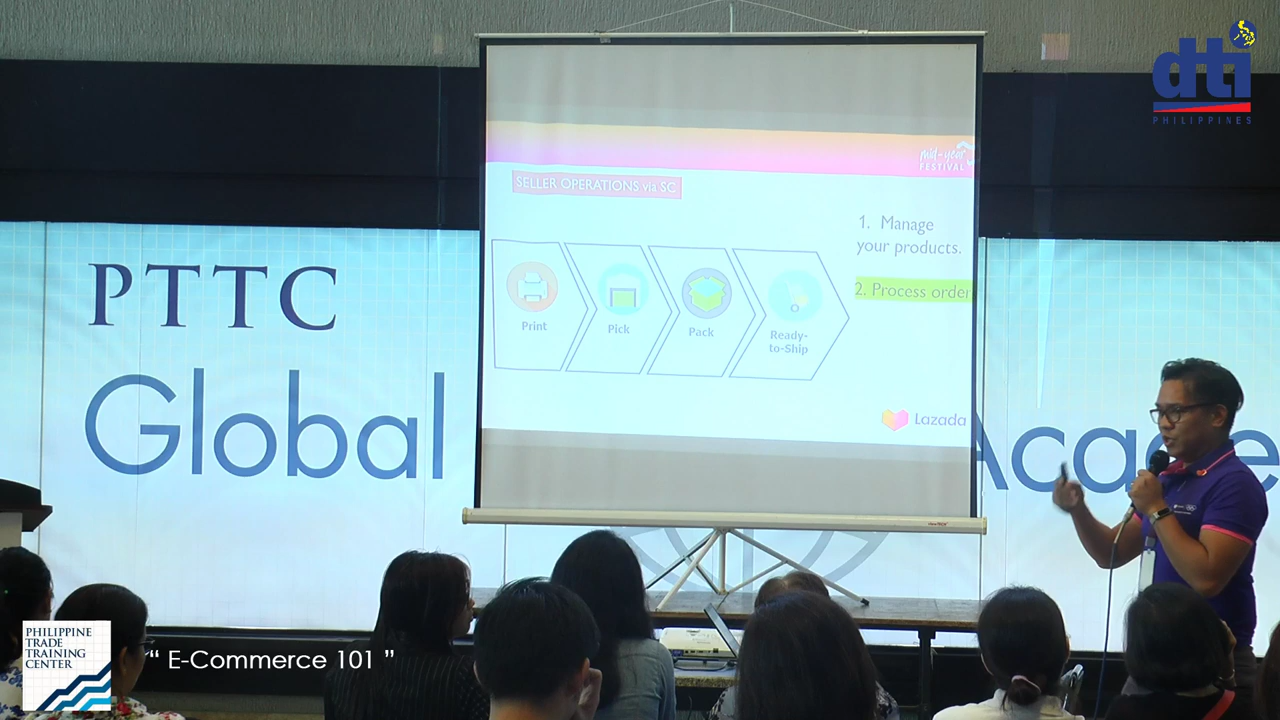 dti
PHILIPPINES
mid-year
FESTIVAL
SELLER OPERATIONS via SC
1. Manage
your products.
2. Process order
Print
Pick
Pack
Ready-
to-Ship
Lazada
PTTC
Global
Acade
PHILIPPINE
TRADE
TRAINING
CENTER
“ E-Commerce 101 ”